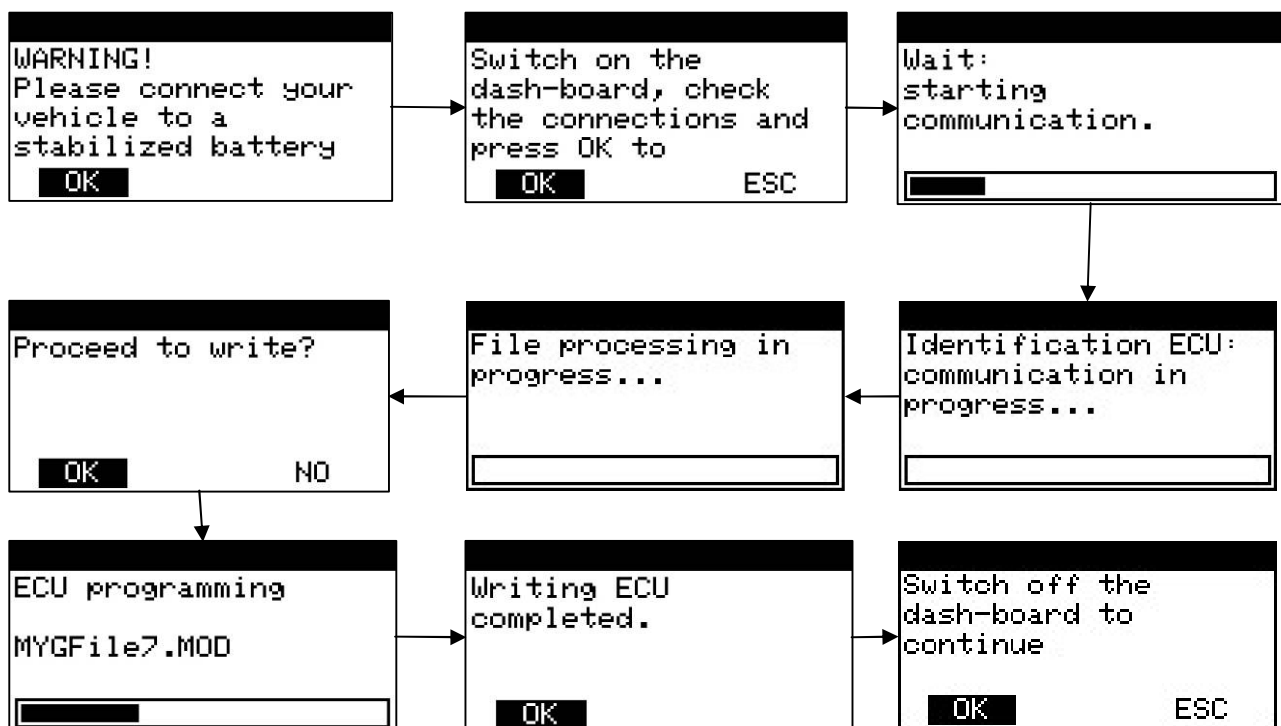 WARNING!
Please connect your
vehicle to a
stabilized battery
OK
Switch on the
dash-board, check
the connections and
press OK to
OK ESC
Wait:
starting
communication.
Identification ECU:
communication in
progress...
File processing in
progress...
Proceed to write?
OK NO
ECU programming
MYGFile7.MOD
Writing ECU
completed.
OK
Switch off the
dash-board to
continue
OK ESC